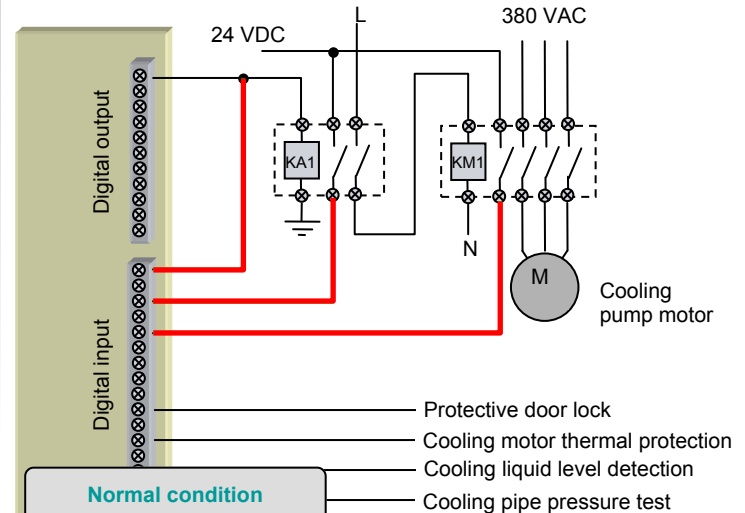 L
380 VAC
24 VDC
Digital output
KA1
KM1
N
M
Cooling
pump motor
Digital input
Protective door lock
Cooling motor thermal protection
Cooling liquid level detection
Normal condition
Cooling pipe pressure test